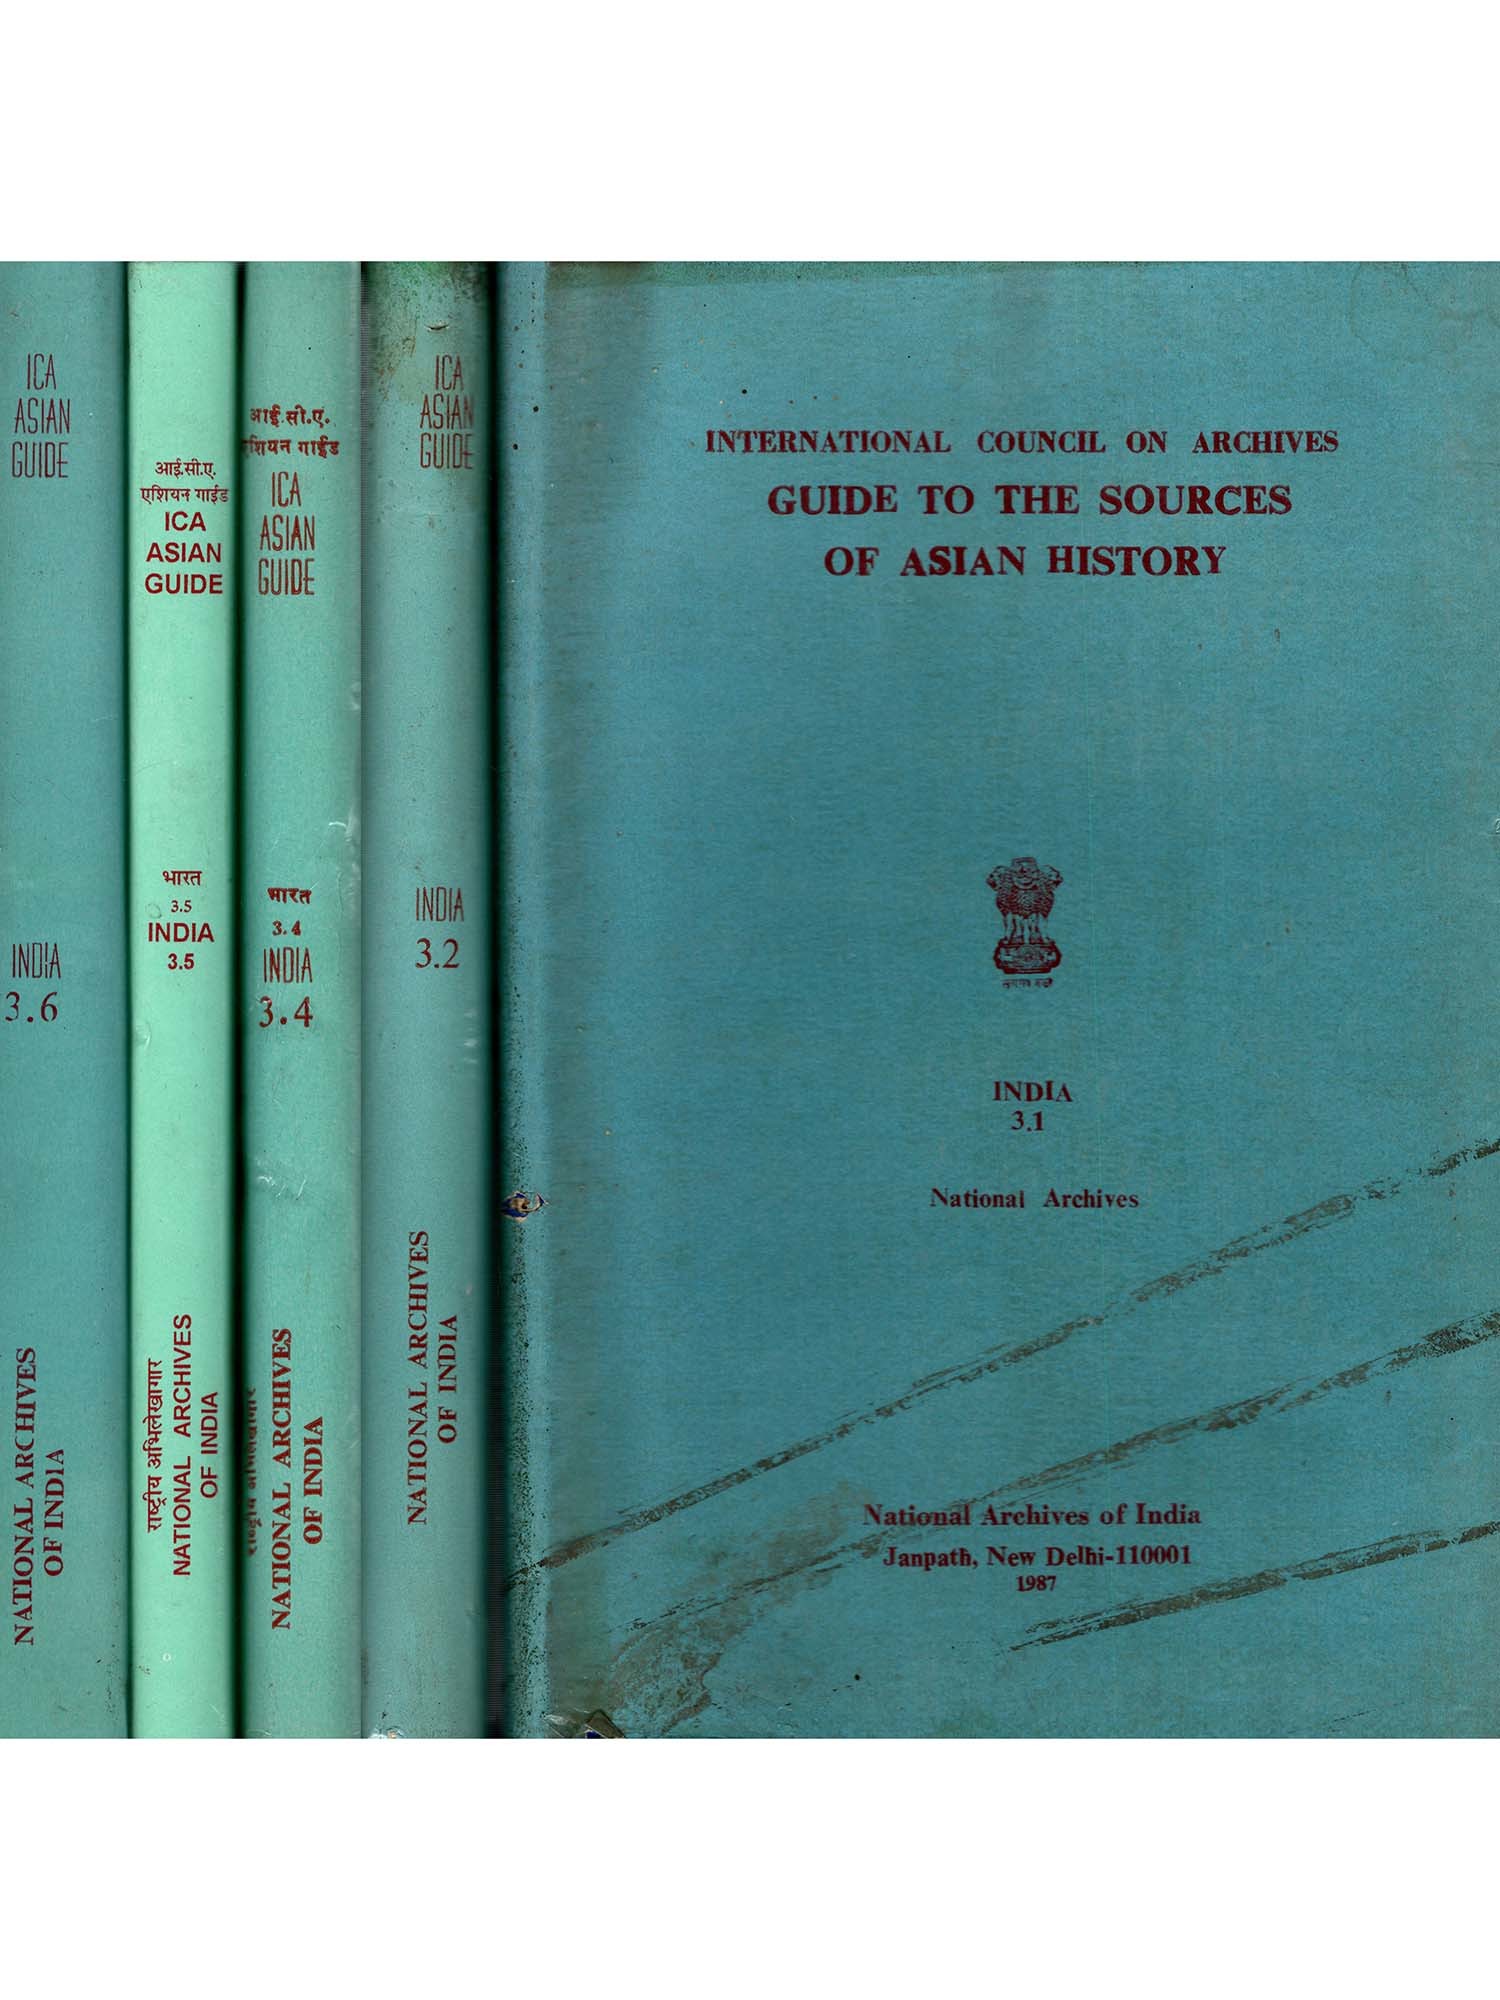 ICA
ASIAN
GUIDE
INDIA
3.6
NATIONAL ARCHIVES
OF INDIA
आई.सी.ए.
एशियन गाईड
ICA
ASIAN
GUIDE
भारत
3.5
INDIA
3.5
राष्ट्रीय अभिलेखागार
NATIONAL ARCHIVES
OF INDIA
आई.सी.ए.
एशियन गाईड
ICA
ASIAN
GUIDE
भारत
3.4
INDIA
3.4
राष्ट्रीय अभिलेखागार
NATIONAL ARCHIVES
OF INDIA
ICA
ASIAN
GUIDE
INDIA
3.2
NATIONAL ARCHIVES
OF INDIA
INTERNATIONAL COUNCIL ON ARCHIVES
GUIDE TO THE SOURCES
OF ASIAN HISTORY
INDIA
3.1
National Archives
National Archives of India
Janpath, New Delhi-110001
1987